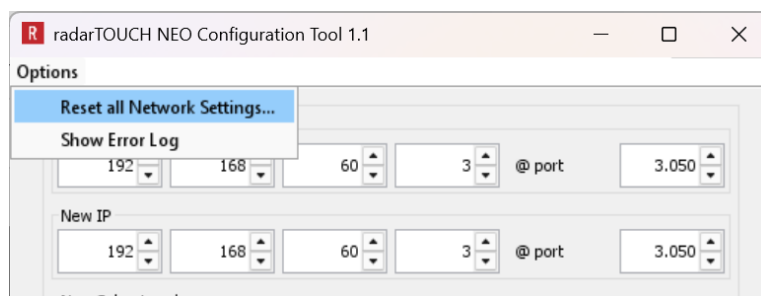 R radarTOUCH NEO Configuration Tool 1.1
Options
Reset all Network Settings...
Show Error Log
192 168 60 3 @ port 3.050
New IP
192 168 60 3 @ port 3.050